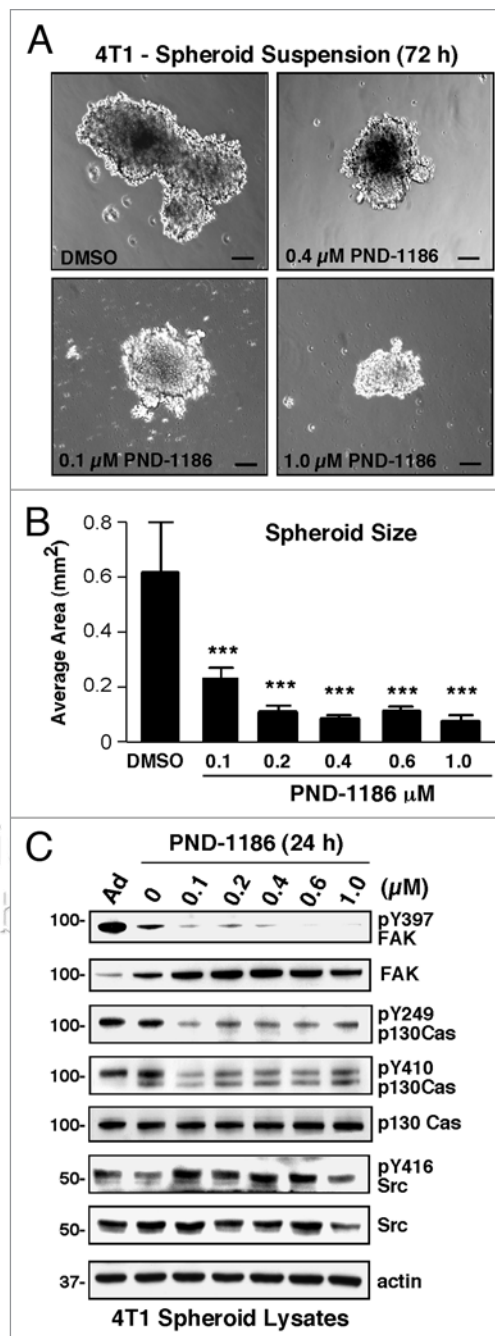 A
4T1 - Spheroid Suspension (72 h)
DMSO
0.4 µM PND-1186
0.1 µM PND-1186
1.0 µM PND-1186
B
Spheroid Size
Average Area (mm²)
0.8
0.6
0.4
0.2
0
***
***
***
***
***
DMSO
0.1
0.2
0.4
0.6
1.0
PND-1186 µM
C
PND-1186 (24 h)
Ad 0 0.1 0.2 0.4 0.6 1.0 (µM)
100-
pY397
FAK
100-
FAK
100-
pY249
p130Cas
100-
pY410
p130Cas
100-
p130 Cas
50-
pY416
Src
50-
Src
37-
actin
4T1 Spheroid Lysates